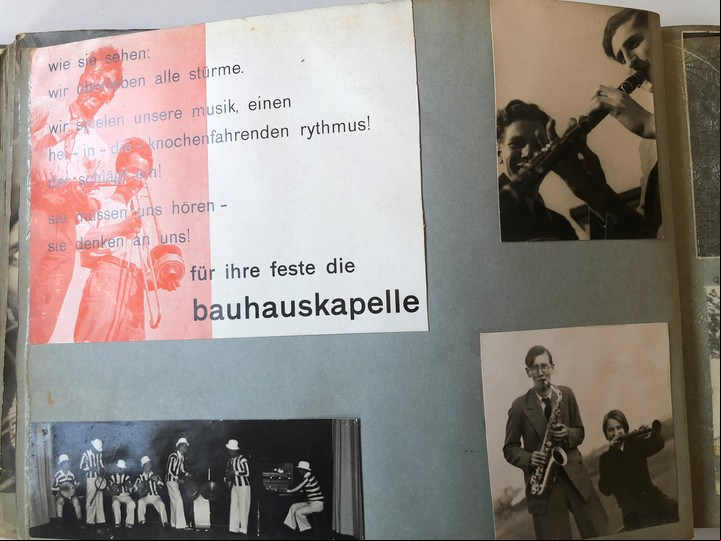 wie sie sehen:
wir alle stürme.
wir spielen unsere musik, einen
hei - in - die - knochenfahrenden rythmus!
der schlägt ein!
sie müssen uns hören –
sie denken an uns!
für ihre feste die
bauhauskapelle